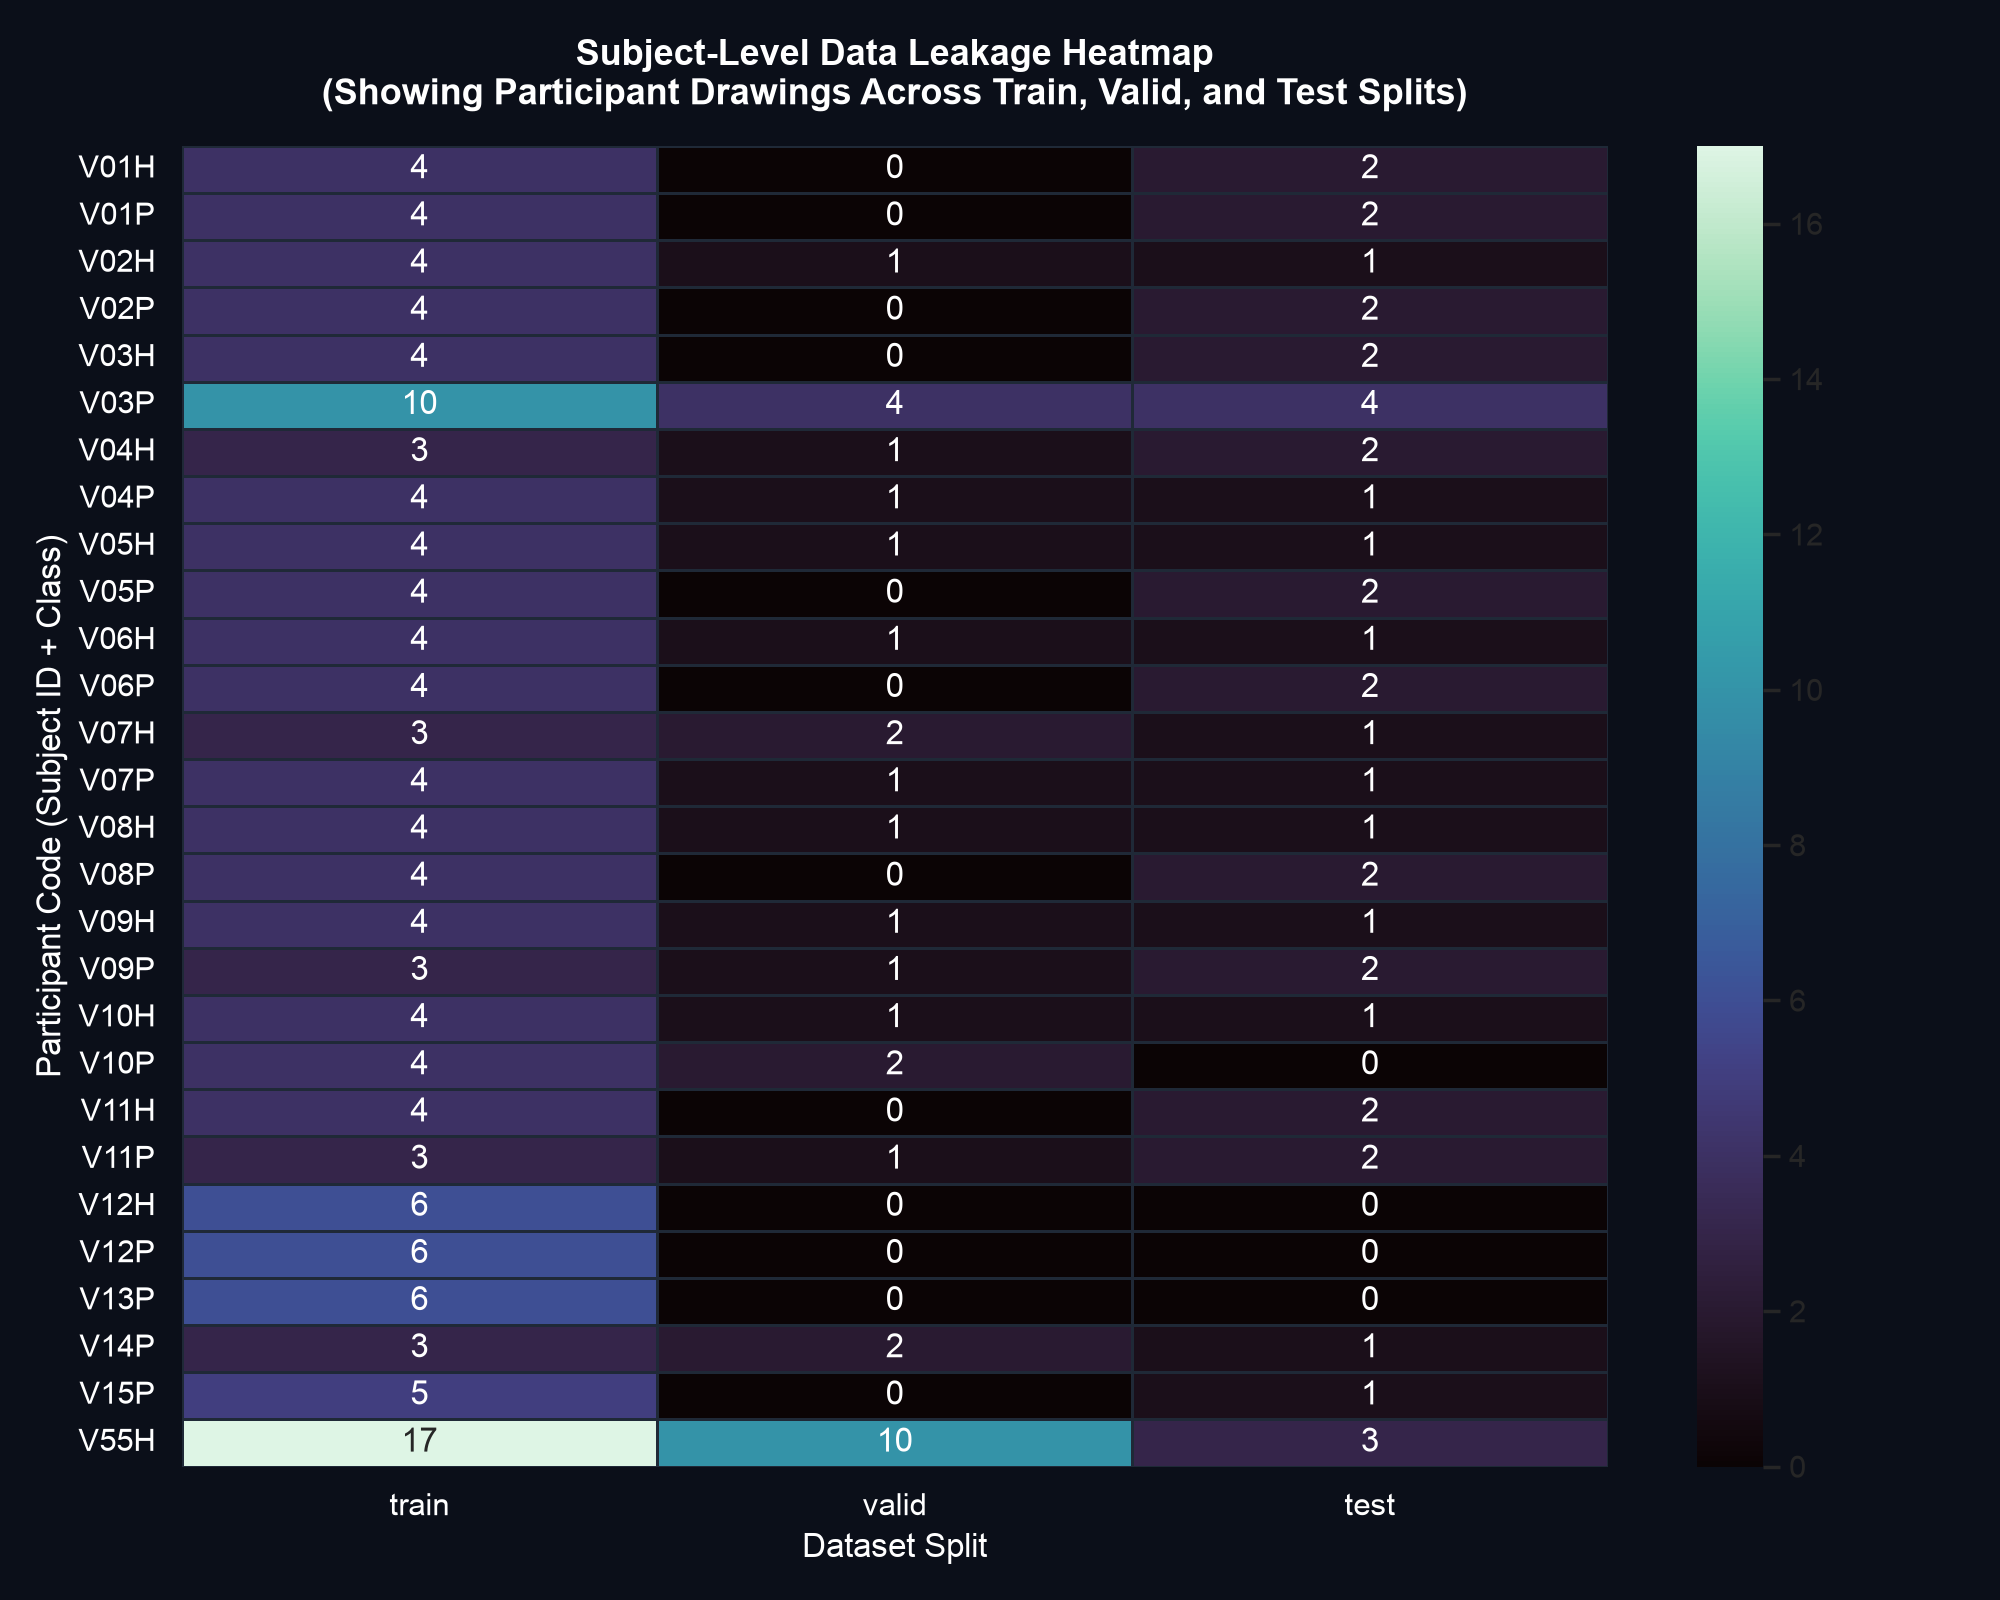 Subject-Level Data Leakage Heatmap
(Showing Participant Drawings Across Train, Valid, and Test Splits)
Participant Code (Subject ID + Class)
V01H 4 0 2
V01P 4 0 2
V02H 4 1 1
V02P 4 0 2
V03H 4 0 2
V03P 10 4 4
V04H 3 1 2
V04P 4 1 1
V05H 4 1 1
V05P 4 0 2
V06H 4 1 1
V06P 4 0 2
V07H 3 2 1
V07P 4 1 1
V08H 4 1 1
V08P 4 0 2
V09H 4 1 1
V09P 3 1 2
V10H 4 1 1
V10P 4 2 0
V11H 4 0 2
V11P 3 1 2
V12H 6 0 0
V12P 6 0 0
V13P 6 0 0
V14P 3 2 1
V15P 5 0 1
V55H 17 10 3
train valid test
Dataset Split
16
14
12
10
8
6
4
2
0